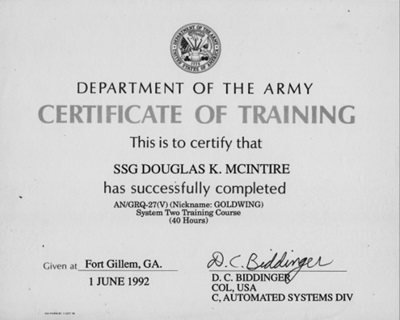 DEPARTMENT OF THE ARMY
CERTIFICATE OF TRAINING
This is to certify that
SSG DOUGLAS K. MCINTIRE
has successfully completed
AN/GRQ-27(V) (Nickname: GOLDWING)
System Two Training Course
(40 Hours)
Given at Fort Gillem, GA.
1 JUNE 1992
D. C. Biddinger
D. C. BIDDINGER
COL, USA
C, AUTOMATED SYSTEMS DIV